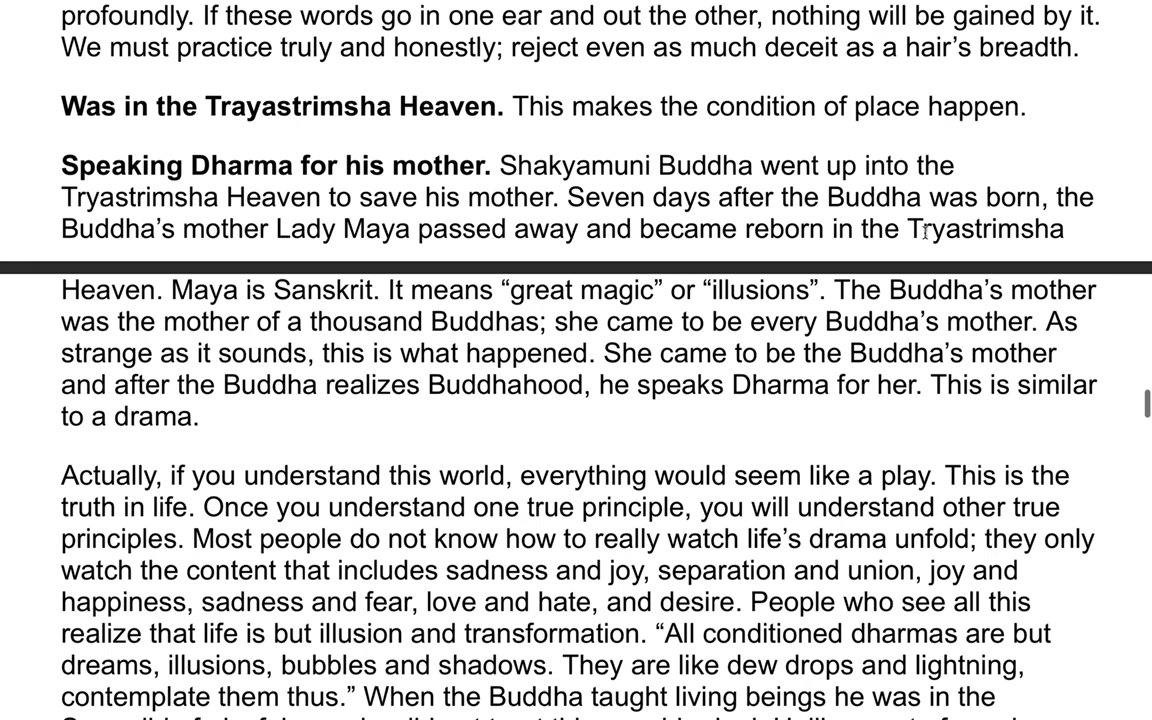 profoundly. If these words go in one ear and out the other, nothing will be gained by it.
We must practice truly and honestly; reject even as much deceit as a hair’s breadth.
Was in the Trayastrimsha Heaven. This makes the condition of place happen.
Speaking Dharma for his mother. Shakyamuni Buddha went up into the
Tryastrimsha Heaven to save his mother. Seven days after the Buddha was born, the
Buddha’s mother Lady Maya passed away and became reborn in the Tryastrimsha
Heaven. Maya is Sanskrit. It means “great magic” or “illusions”. The Buddha’s mother
was the mother of a thousand Buddhas; she came to be every Buddha’s mother. As
strange as it sounds, this is what happened. She came to be the Buddha’s mother
and after the Buddha realizes Buddhahood, he speaks Dharma for her. This is similar
to a drama.
Actually, if you understand this world, everything would seem like a play. This is the
truth in life. Once you understand one true principle, you will understand other true
principles. Most people do not know how to really watch life’s drama unfold; they only
watch the content that includes sadness and joy, separation and union, joy and
happiness, sadness and fear, love and hate, and desire. People who see all this
realize that life is but illusion and transformation. “All conditioned dharmas are but
dreams, illusions, bubbles and shadows. They are like dew drops and lightning,
contemplate them thus.” When the Buddha taught living beings he was in the